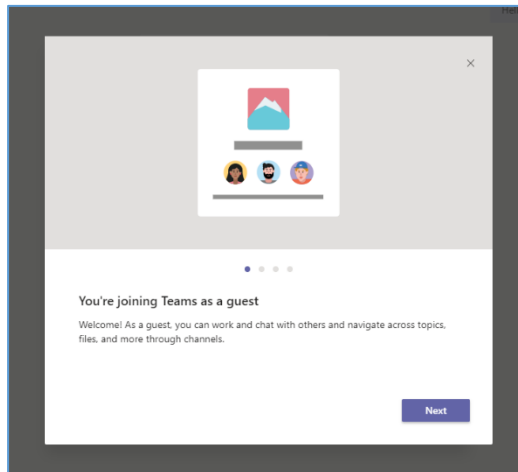 You're joining Teams as a guest
Welcome! As a guest, you can work and chat with others and navigate across topics,
files, and more through channels.
Next